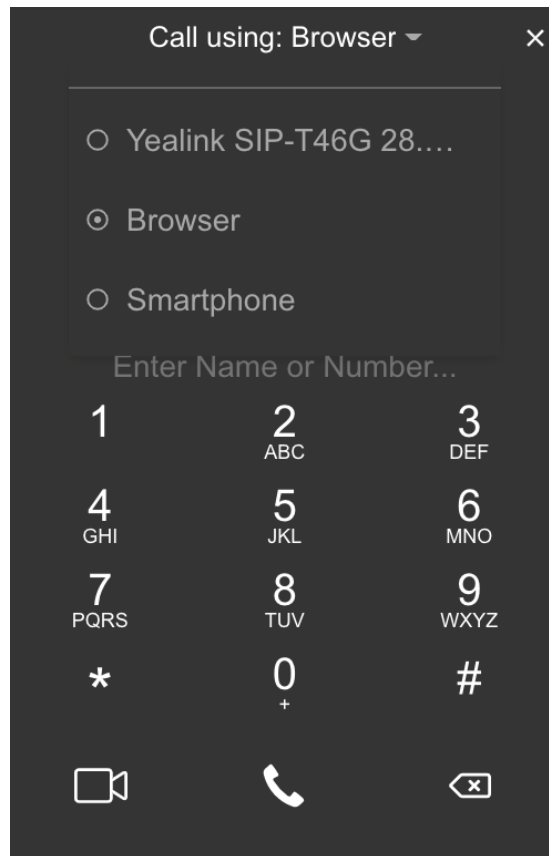 Call using: Browser
Yealink SIP-T46G 28....
Browser
Smartphone
Enter Name or Number...
1 2 3
ABC DEF
4 5 6
GHI JKL MNO
7 8 9
PQRS TUV WXYZ
* 0 #
+